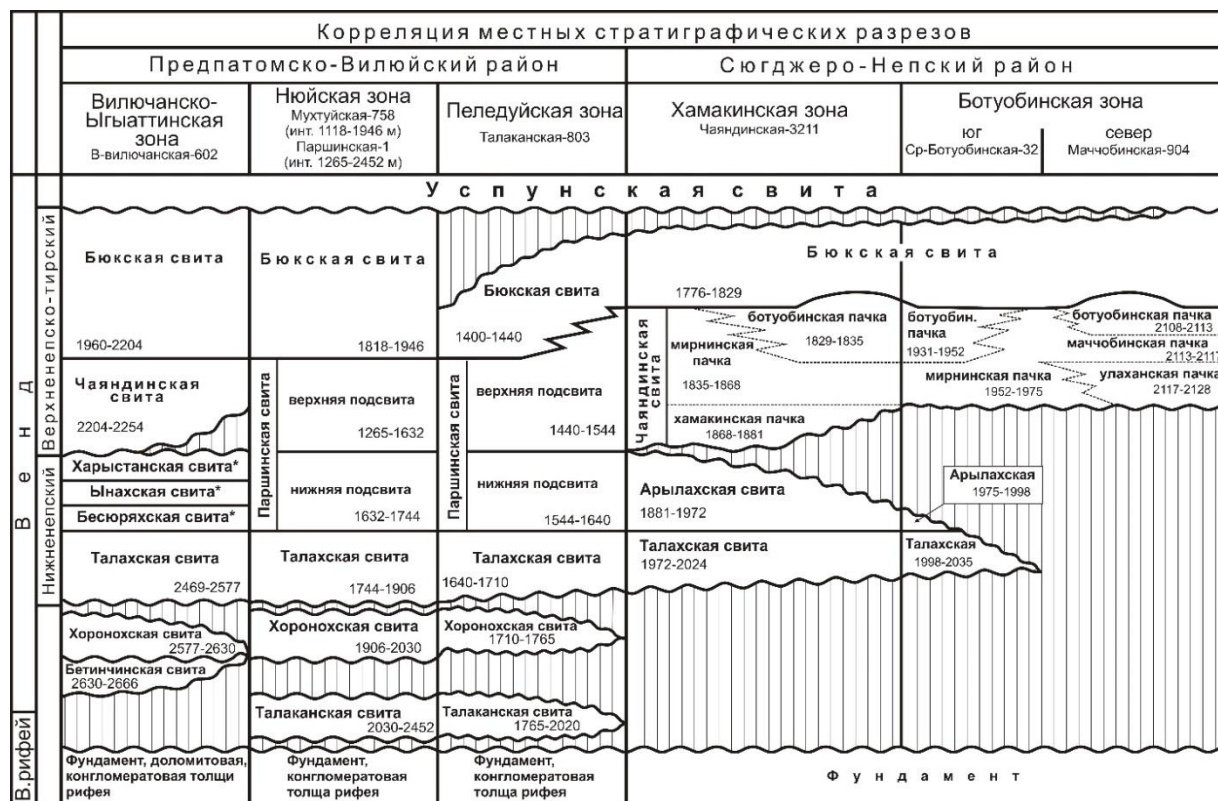 Корреляция местных стратиграфических разрезов
Предпатомско-Вилюйский район
Сюгджеро-Непский район
Вилючанско-
Ыгыаттинская
зона
В-вилючанская-602
Нюйская зона
Мухтуйская-758
(инт. 1118-1946 м)
Паршинская-1
(инт. 1265-2452 м)
Пеледуйская зона
Талаканская-803
Хамакинская зона
Чаяндинская-3211
Ботуобинская зона
юг
Ср-Ботуобинская-32
север
Маччобинская-904
Успунская свита
Венд
Верхненепско-тирский
Нижненепский
В.рифей
Бюкская свита
1960-2204
Бюкская свита
1818-1946
Бюкская свита
1400-1440
Бюкская свита
1776-1829
Чаяндинская
свита
2204-2254
Паршинская свита
верхняя подсвита
1265-1632
Паршинская свита
верхняя подсвита
1440-1544
Чаяндинская
свита
ботуобинская пачка
1829-1835
мирнинская
пачка
1835-1868
хамакинская пачка
1868-1881
ботуобин.
пачка
1931-1952
мирнинская пачка
1952-1975
ботуобинская пачка
2108-2113
маччобинская пачка
2113-2117
улаханская пачка
2117-2128
Харыстанская свита*
Ынахская свита*
Бесюряхская свита*
нижняя подсвита
1632-1744
нижняя подсвита
1544-1640
Арылахская свита
1881-1972
Арылахская
1975-1998
Талахская свита
2469-2577
Талахская свита
1744-1906
Талахская свита
1640-1710
Талахская свита
1972-2024
Талахская
1998-2035
Хоронохская свита
2577-2630
Хоронохская свита
1906-2030
Хоронохская свита
1710-1765
Бетинчинская свита
2630-2666
Талаканская свита
2030-2452
Талаканская свита
1765-2020
Фундамент, доломитовая,
конгломератовая толщи
рифея
Фундамент,
конгломератовая
толща рифея
Фундамент,
конгломератовая
толща рифея
Фундамент